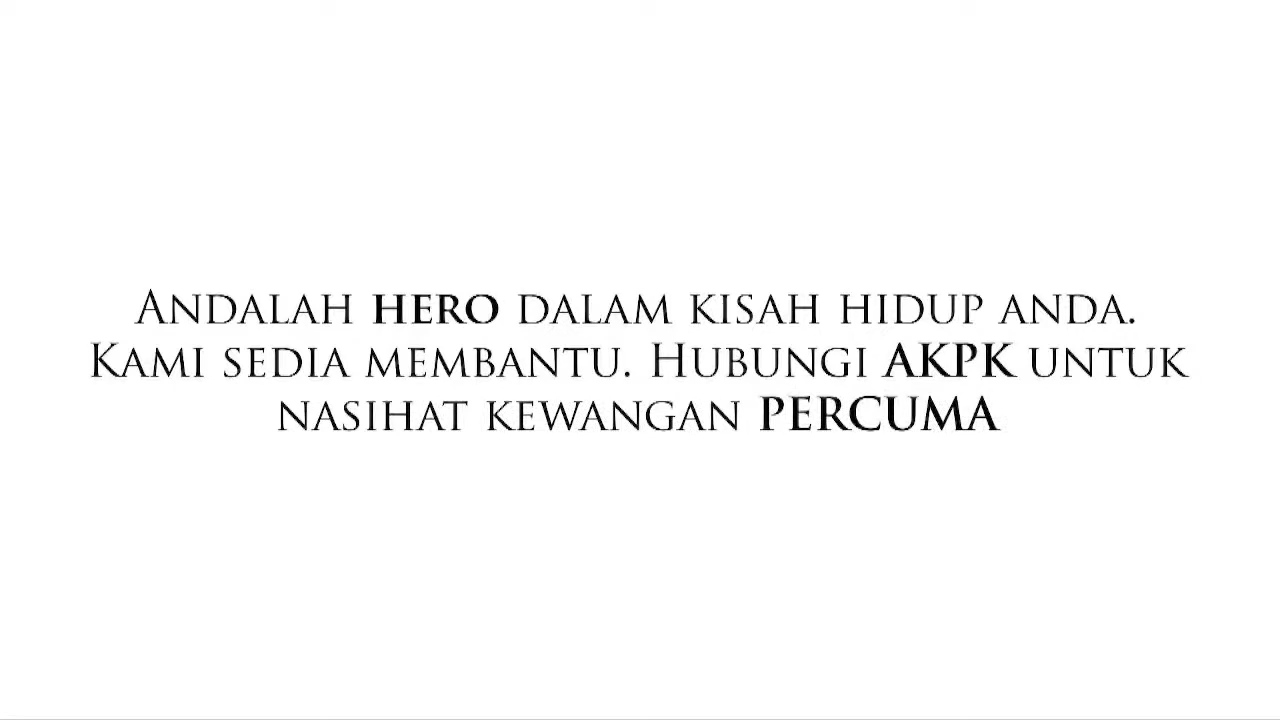 Andalah hero dalam kisah hidup anda.
Kami sedia membantu. Hubungi AKPK untuk
nasihat kewangan PERCUMA